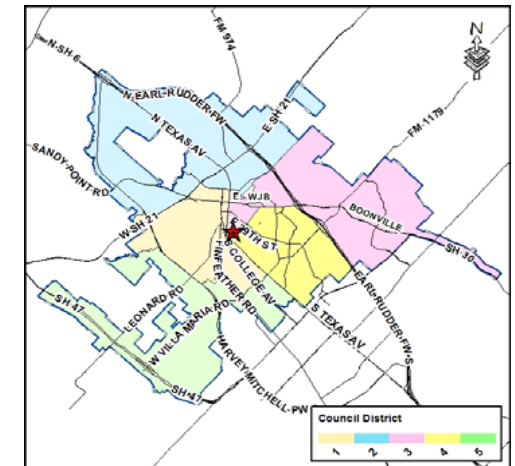 FM 974
N
N-SH-6
N-EARL-RUDDER-FW
E SH 21
N TEXAS AV
FM-1179
SANDY-POINT-RD
E-WJB
BOONVILLE
W-SH 21
E 29TH ST.
SH-30
S COLLEGE AV
FINFEATHER RD
EARL-RUDDER-FW-S
LEONARD RD
SH-47
W VILLA MARIA-RD
S TEXAS AV
HARVEY-MITCHELL-PW
SH-47
Council District
1 2 3 4 5